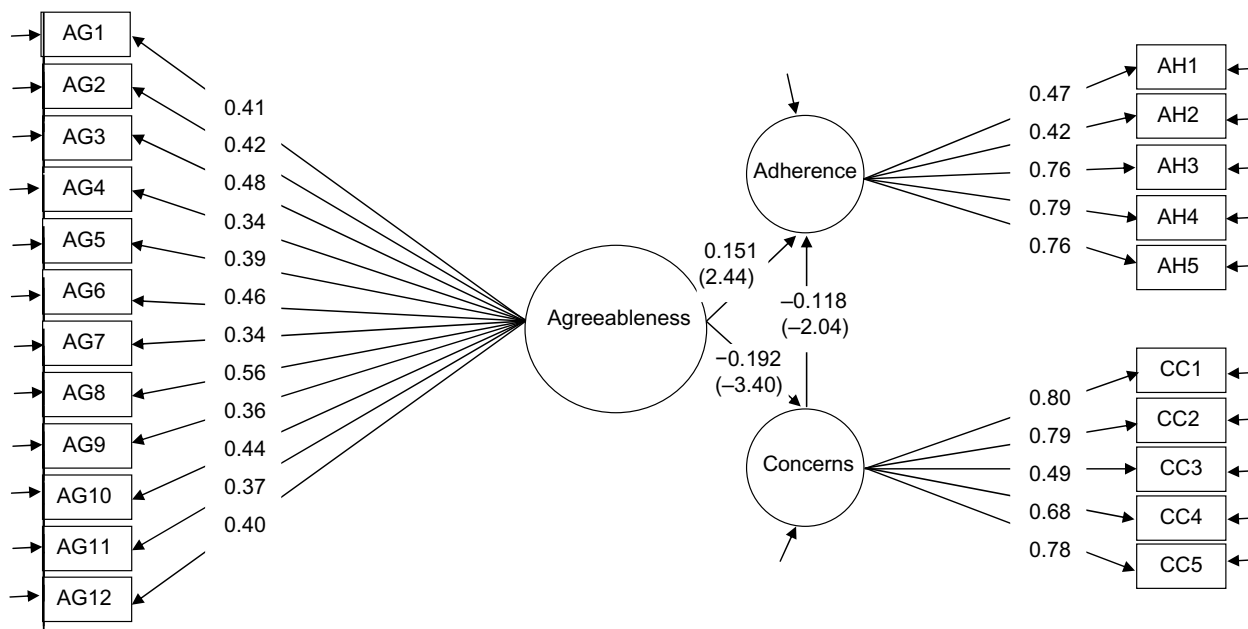 AG1
AG2
AG3
AG4
AG5
AG6
AG7
AG8
AG9
AG10
AG11
AG12
0.41
0.42
0.48
0.34
0.39
0.46
0.34
0.56
0.36
0.44
0.37
0.40
Agreeableness
0.151
(2.44)
−0.192
(–3.40)
Adherence
–0.118
(–2.04)
Concerns
0.47
0.42
0.76
0.79
0.76
AH1
AH2
AH3
AH4
AH5
0.80
0.79
0.49
0.68
0.78
CC1
CC2
CC3
CC4
CC5